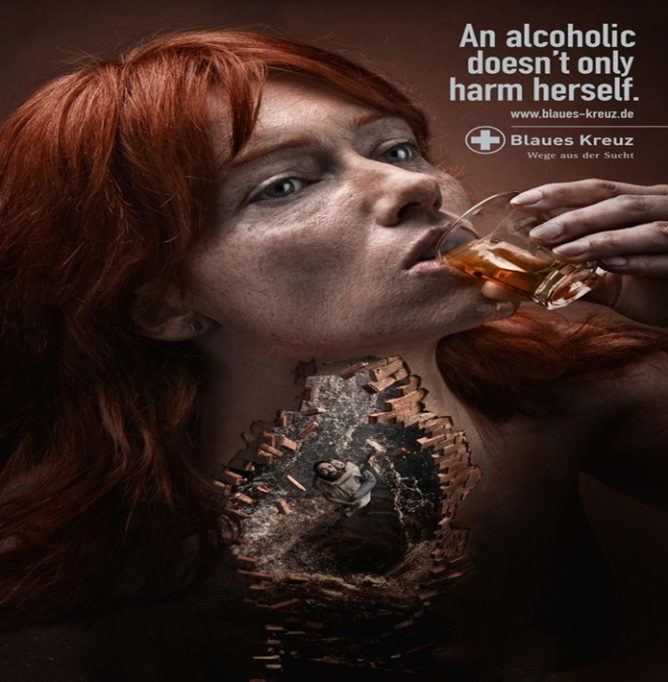 An alcoholic
doesn't only
harm herself.
www.blaues-kreuz.de
Blaues Kreuz
Wege aus der Sucht